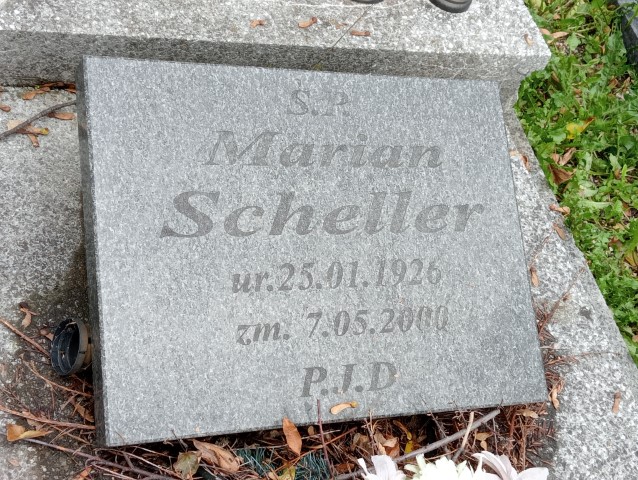 S.P.
Marian
Scheller
ur.25.01.1926
zm. 7.05.2000
P.J.D